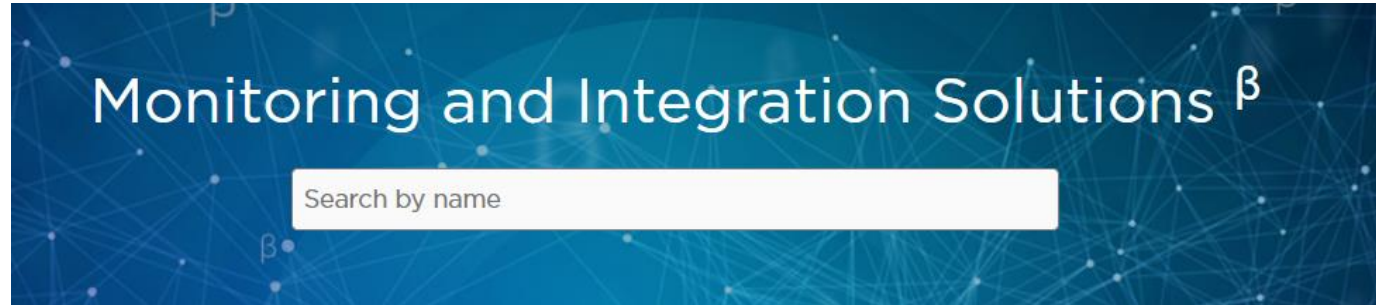 β
Monitoring and Integration Solutions β
Search by name
β